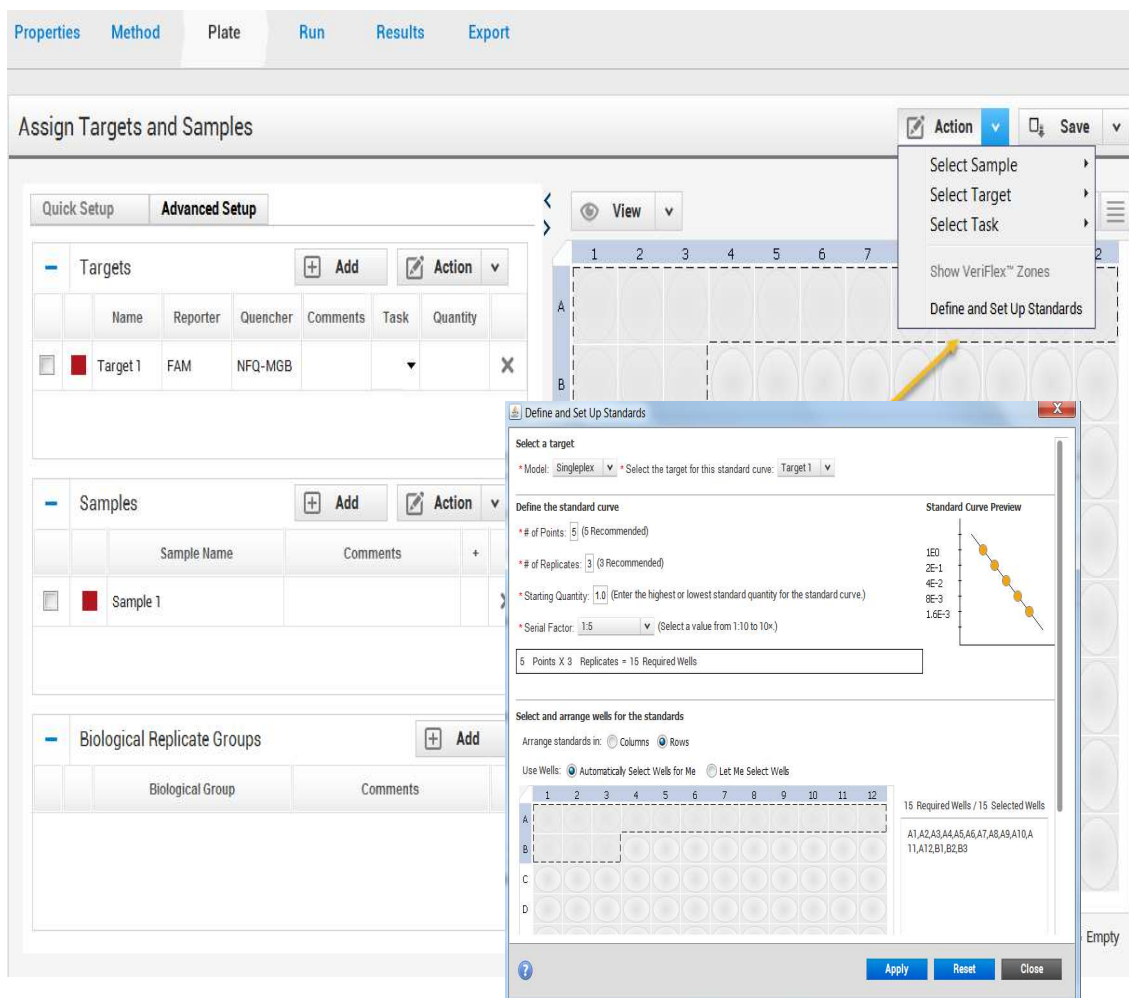 Properties Method Plate Run Results Export
Assign Targets and Samples
Action Save
Select Sample
Select Target
Select Task
Show VeriFlex™ Zones
Define and Set Up Standards
Quick Setup Advanced Setup
View
Targets Add Action
Name Reporter Quencher Comments Task Quantity
Target 1 FAM NFQ-MGB
1 2 3 4 5 6 7 2
A
B
Samples Add Action
Sample Name Comments +
Sample 1
Biological Replicate Groups Add
Biological Group Comments
Empty
Define and Set Up Standards X
Select a target
* Model: Singleplex * Select the target for this standard curve: Target 1
Define the standard curve
* # of Points: 5 (5 Recommended)
* # of Replicates: 3 (3 Recommended)
* Starting Quantity: 1.0 (Enter the highest or lowest standard quantity for the standard curve.)
* Serial Factor: 1:5 (Select a value from 1:10 to 10×.)
5 Points X 3 Replicates = 15 Required Wells
Standard Curve Preview
1E0
2E-1
4E-2
8E-3
1.6E-3
Select and arrange wells for the standards
Arrange standards in: Columns Rows
Use Wells: Automatically Select Wells for Me Let Me Select Wells
1 2 3 4 5 6 7 8 9 10 11 12
A
B
C
D
15 Required Wells / 15 Selected Wells
A1,A2,A3,A4,A5,A6,A7,A8,A9,A10,A
11,A12,B1,B2,B3
? Apply Reset Close